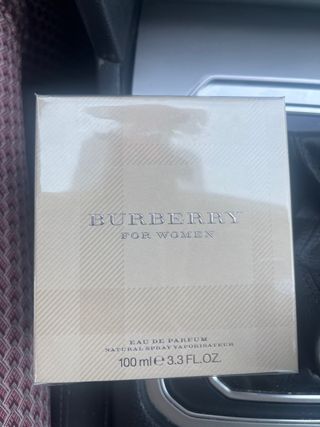 BURBERRY
FOR WOMEN
EAU DE PARFUM
NATURAL SPRAY VAPORISATEUR
100 ml ℮ 3.3 FL.OZ.